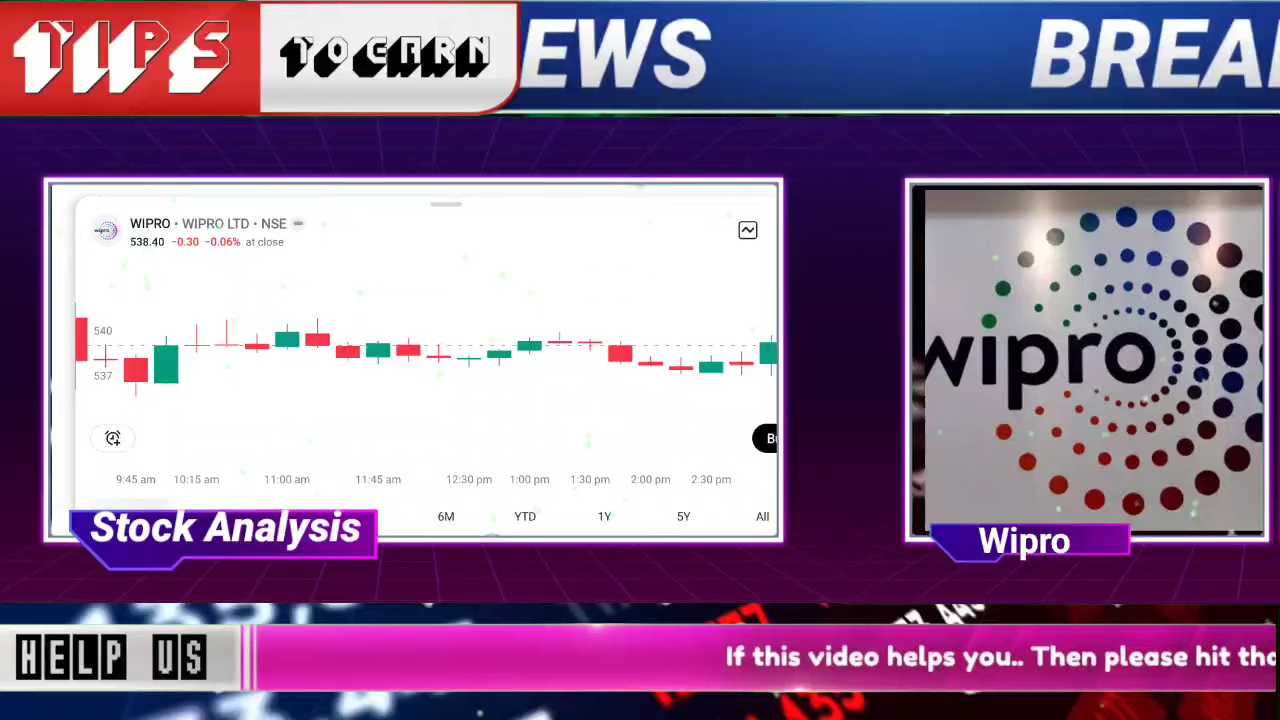 TIPS
TO EARN
EWS
BREA
WIPRO • WIPRO LTD • NSE
538.40 −0.30 −0.06% at close
wipro
540
537
9:45 am 10:15 am 11:00 am 11:45 am 12:30 pm 1:00 pm 1:30 pm 2:00 pm 2:30 pm
6M YTD 1Y 5Y All
Stock Analysis
wipro
Wipro
HELP US
If this video helps you.. Then please hit